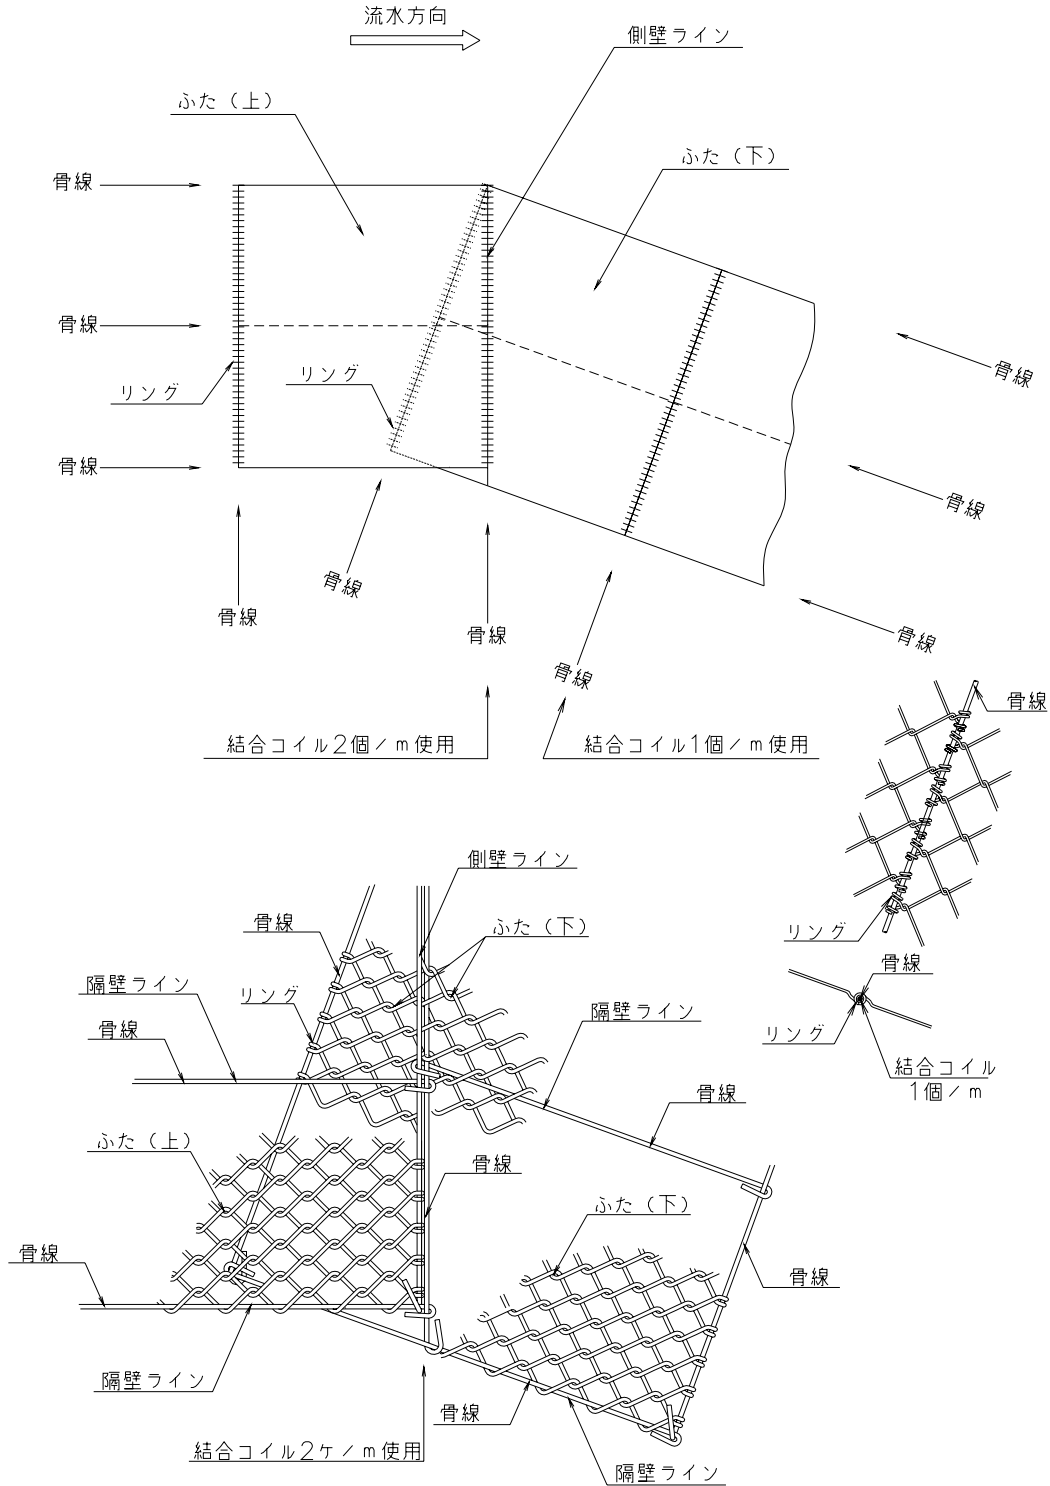 流水方向
側壁ライン
ふた（上）
ふた（下）
骨線
骨線
骨線
リング
リング
骨線
骨線
骨線
骨線
骨線
骨線
骨線
骨線
結合コイル2個／m使用
結合コイル1個／m使用
骨線
リング
骨線
リング
結合コイル
1個／m
側壁ライン
骨線
ふた（下）
隔壁ライン
リング
隔壁ライン
骨線
骨線
ふた（上）
骨線
ふた（下）
骨線
骨線
隔壁ライン
骨線
結合コイル2ケ／m使用
隔壁ライン